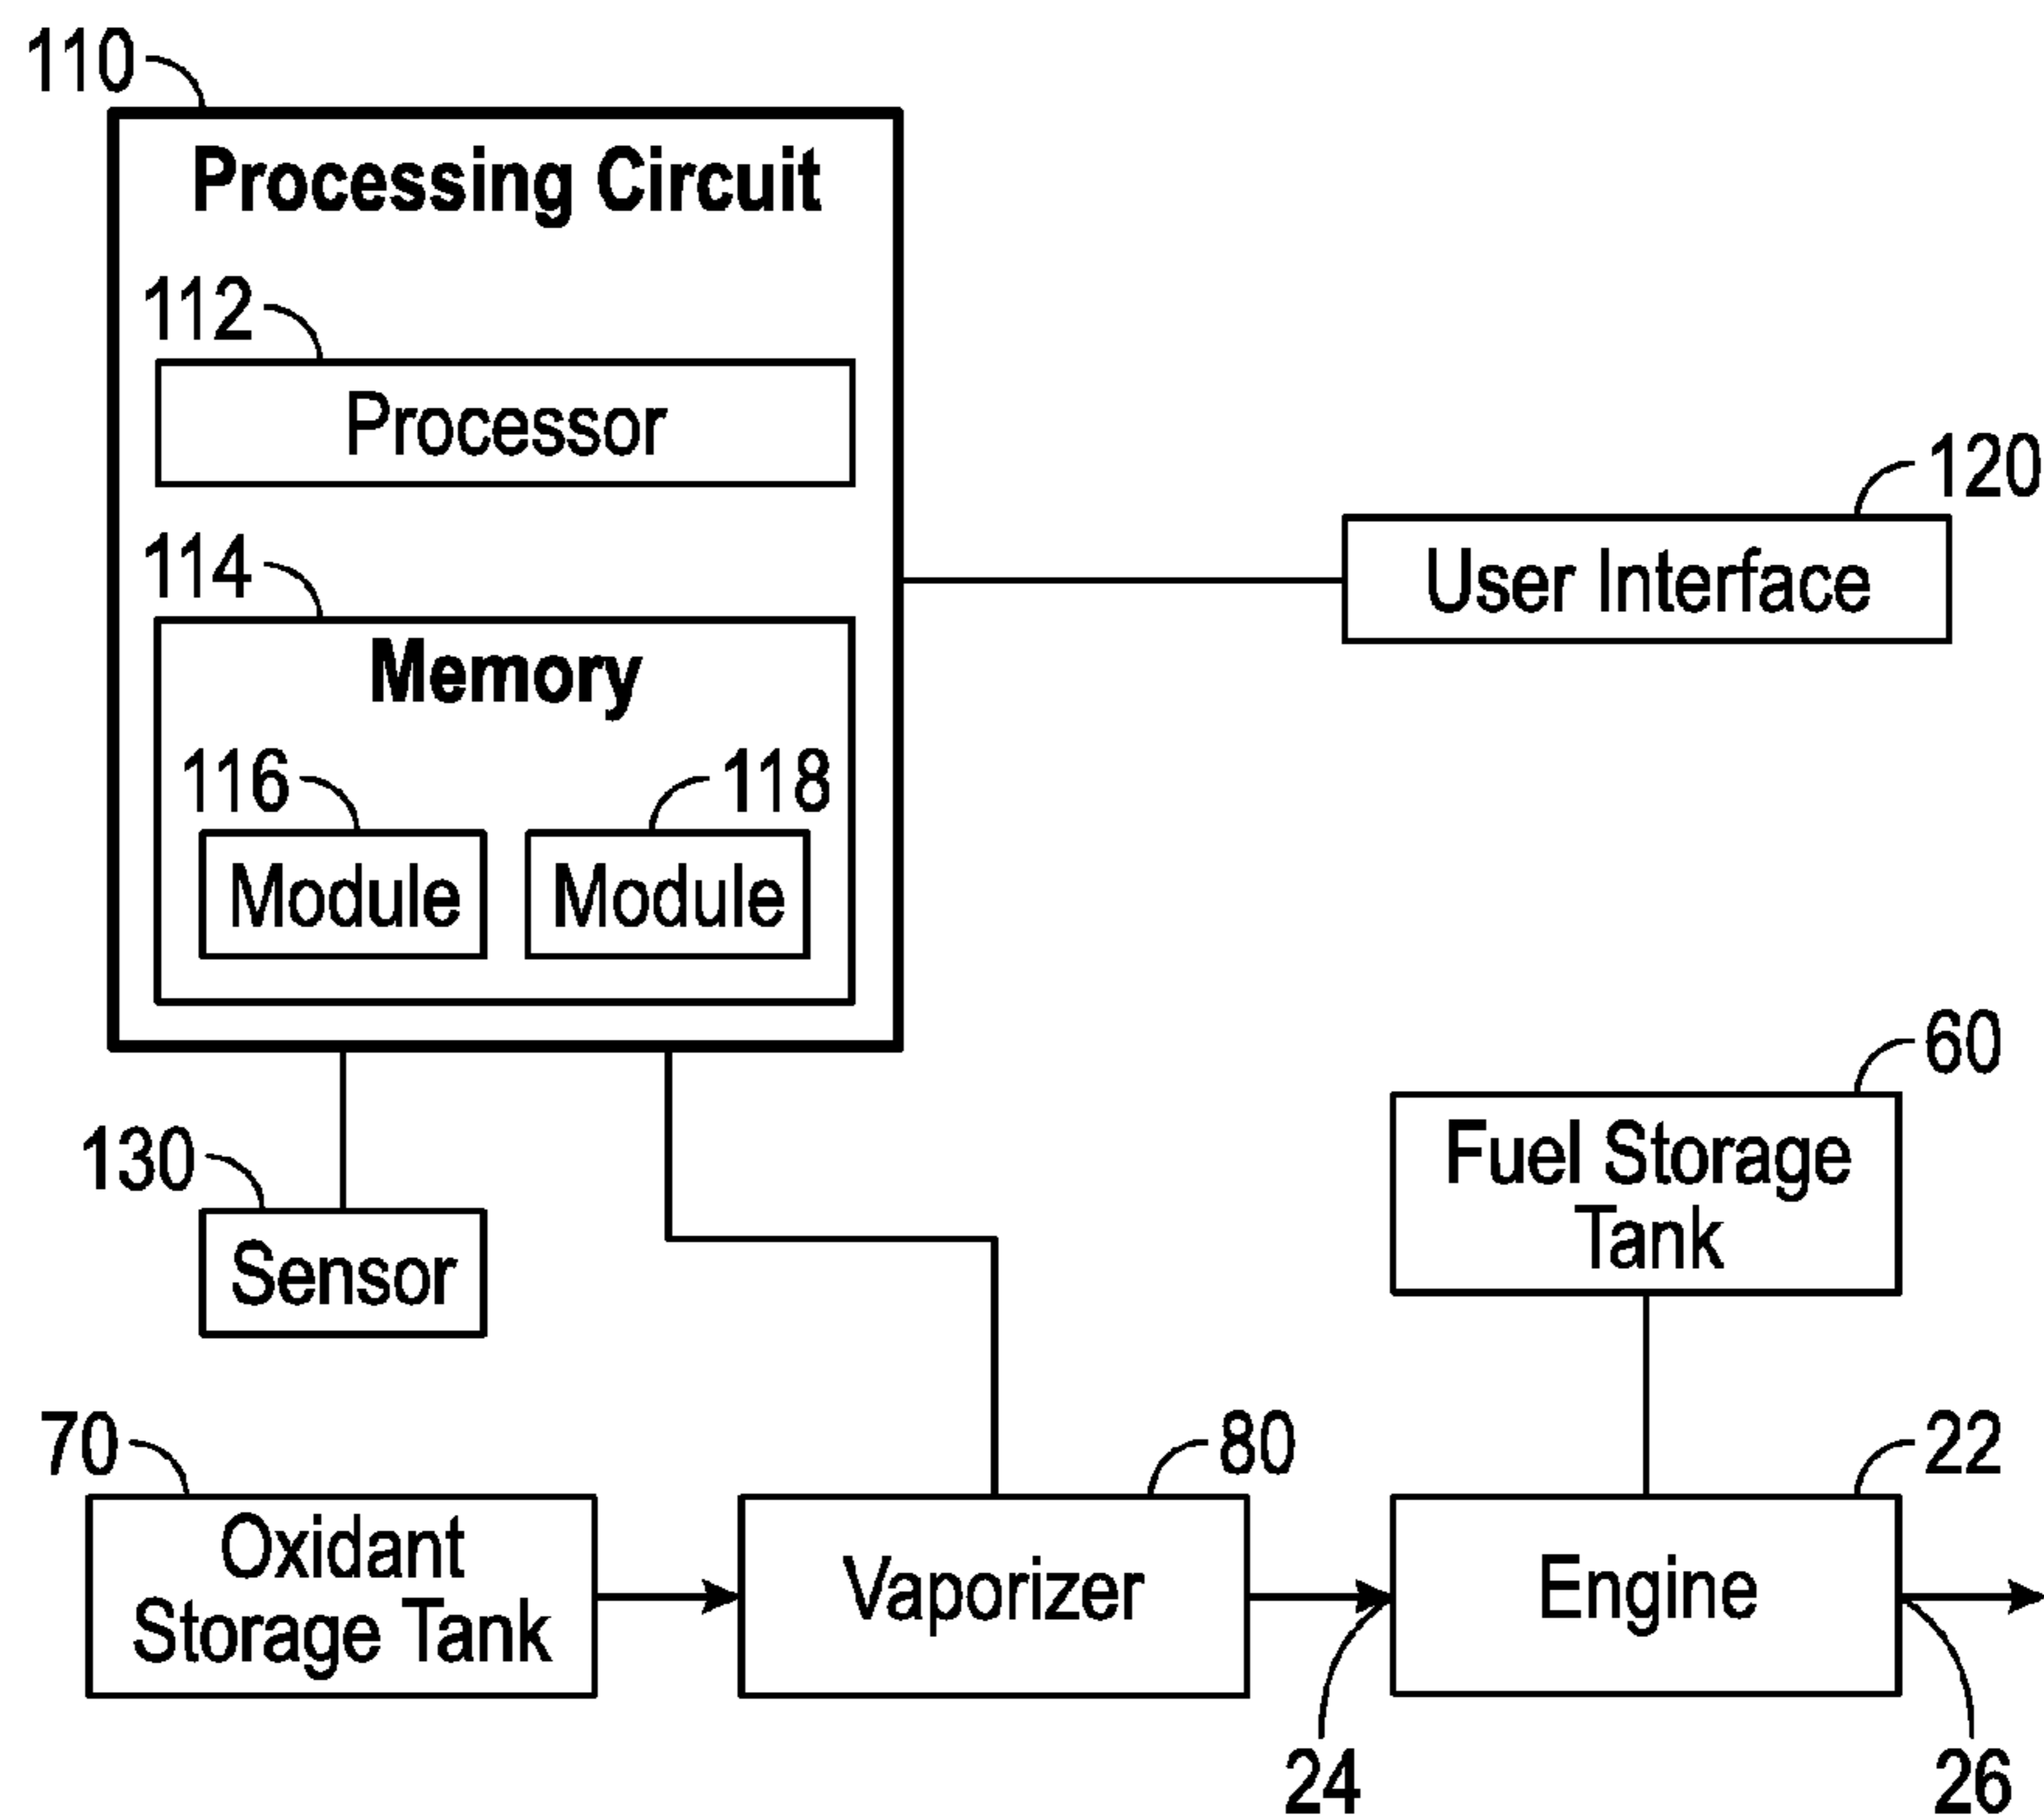 110
Processing Circuit
112
Processor
120
User Interface
114
Memory
116
118
Module
Module
60
Fuel Storage
Tank
130
Sensor
70
Oxidant
Storage Tank
80
Vaporizer
22
Engine
24
26